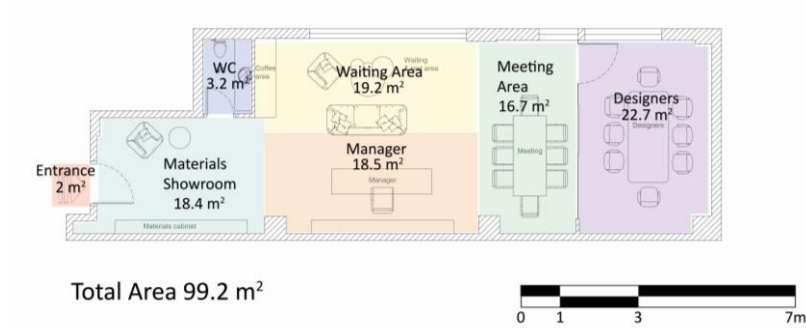 WC
3.2 m²
Coffee
area
Waiting
area
Waiting Area
19.2 m²
Meeting
Area
16.7 m²
Designers
22.7 m²
Designers
Meeting
Manager
18.5 m²
Manager
Materials
Showroom
18.4 m²
Entrance
2 m²
Materials cabinet
Total Area 99.2 m²
0 1 3 7m